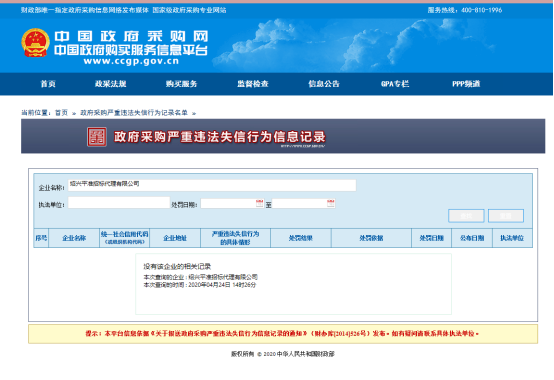 财政部唯一指定政府采购信息网络发布媒体 国家级政府采购专业网站
服务热线：400-810-1996
中国政府采购网
中国政府购买服务信息平台
www.ccgp.gov.cn
首页 政采法规 购买服务 监督检查 信息公告 GPA专栏 PPP频道
当前位置：首页 » 政府采购严重违法失信行为记录名单 »
政府采购严重违法失信行为信息记录
企业名称： 绍兴平准招标代理有限公司
执法单位： 处罚日期： 至
序号 企业名称 统一社会信用代码 企业地址 严重违法失信行为 处罚结果 处罚依据 处罚日期 公布日期 执法单位
（或组织机构代码） 的具体情形
没有该企业的相关记录
本次查询的企业：绍兴平准招标代理有限公司
本次查询的时间：2020年04月24日 14时26分
提示：本平台信息依据《关于报送政府采购严重违法失信行为信息记录的通知》（财办库[2014]526号）发布。如有疑问请联系具体执法单位。
版权所有 © 2020 中华人民共和国财政部